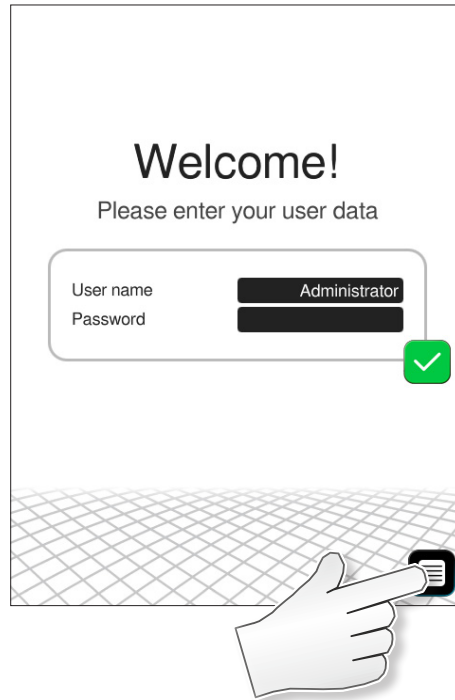 Welcome!
Please enter your user data
User name
Administrator
Password